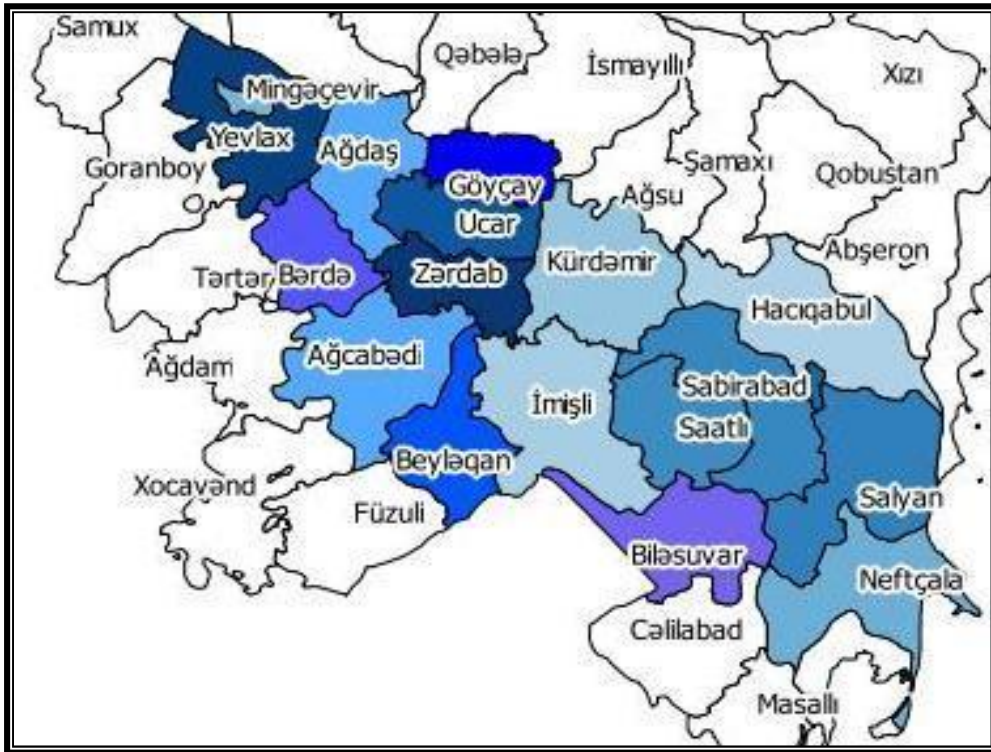 Samux
Qəbələ
İsmayıllı
Xızı
Mingəçevir
Yevlax
Ağdaş
Goranboy
Göyçay
Şamaxı
Qobustan
Ağsu
Ucar
Abşeron
Tərtər
Bərdə
Zərdab
Kürdəmir
Hacıqabul
Ağdam
Ağcabədi
İmişli
Sabirabad
Saatlı
Beyləqan
Xocavənd
Füzuli
Salyan
Biləsuvar
Neftçala
Cəlilabad
Masallı